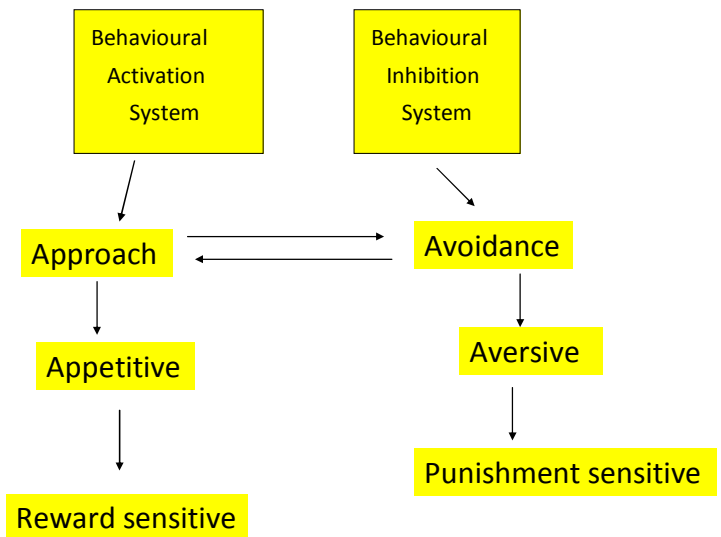 Behavioural
Activation
System
Behavioural
Inhibition
System
Approach
Avoidance
Appetitive
Aversive
Reward sensitive
Punishment sensitive